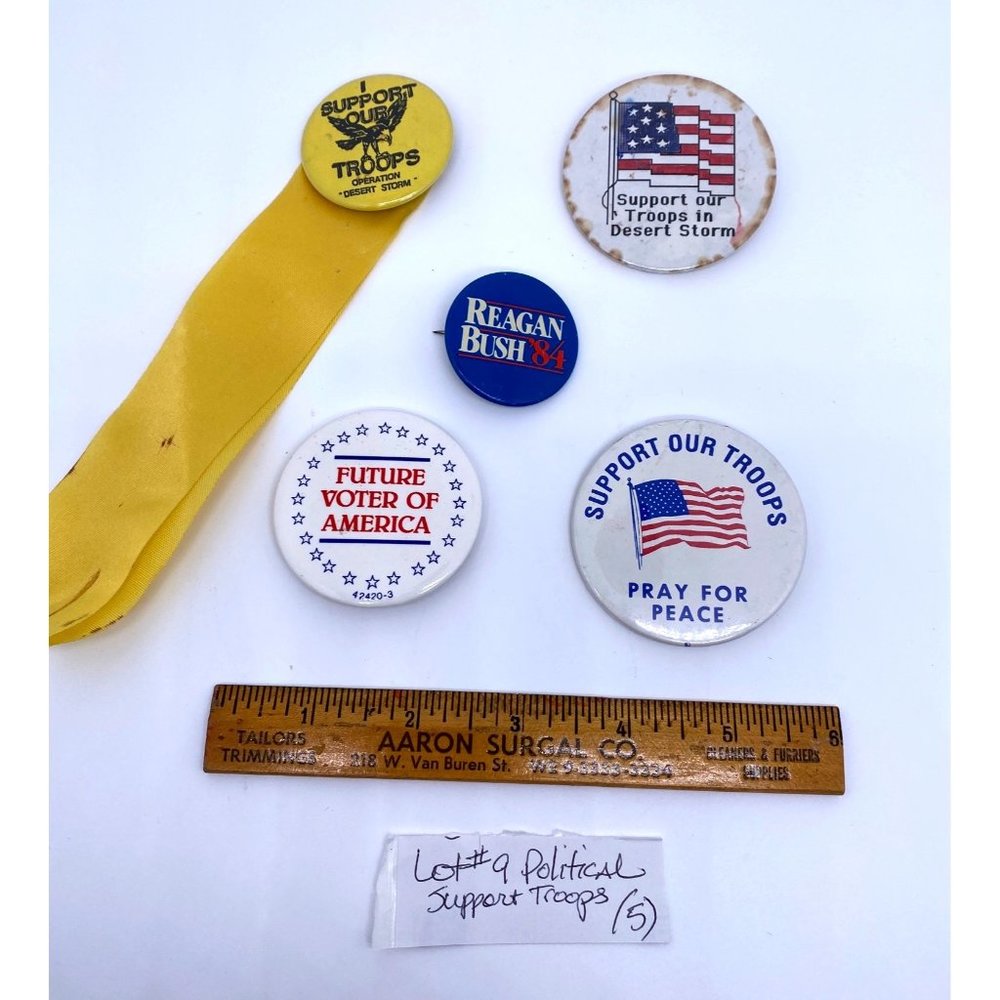 I
SUPPORT
OUR
TROOPS
OPERATION
"DESERT STORM"
Support our
Troops in
Desert Storm
REAGAN
BUSH '84
FUTURE
VOTER OF
AMERICA
42420-3
SUPPORT OUR TROOPS
PRAY FOR
PEACE
1 2 3 4 5 6
TAILORS
TRIMMINGS
AARON SURGAL CO.
218 W. Van Buren St.
CLEANERS & FURRIERS
SUPPLIES
Lot #9 Political
Support Troops
(5)